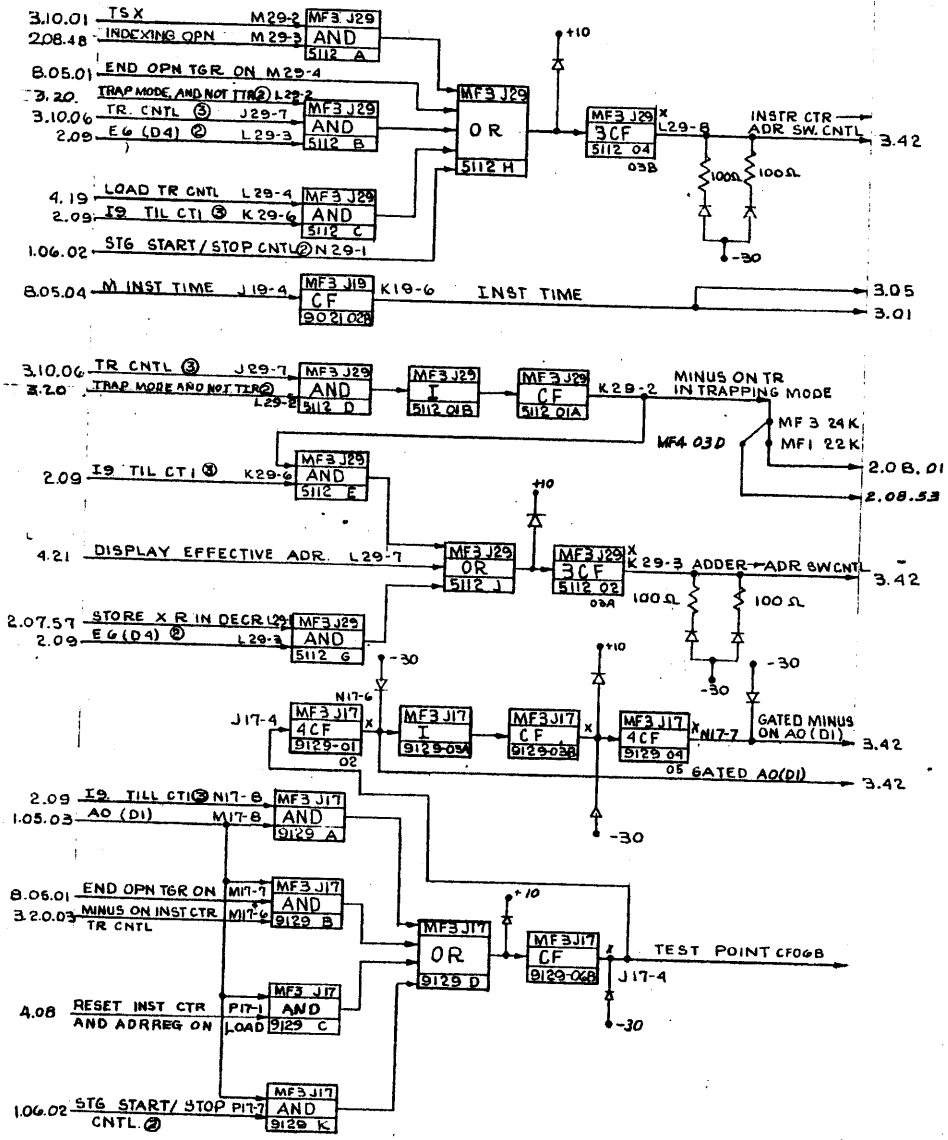 3.10.01 TSX M29-2
2.08.48 INDEXING OPN M29-3
MF3 J29
AND
5112 A
8.05.01 END OPN TGR ON M29-4
3.20. TRAP MODE, AND NOT TTR② L29-2
3.10.06 TR. CNTL ③ J29-7
2.09 E6 (D4) ② L29-3
MF3 J29
AND
5112 B
4.19 LOAD TR CNTL L29-4
2.09 I9 TIL CT1 ③ K29-6
MF3 J29
AND
5112 C
1.06.02 STG START/STOP CNTL② N29-1
MF3 J29
OR
5112 H
+10
MF3 J29 X
3CF
5112 04
03B
L29-8
INSTR CTR →
ADR SW. CNTL
3.42
100Ω
100Ω
-30
8.05.04 M INST TIME J19-4
MF3 J19
CF
9021 02B
K19-6 INST TIME
3.05
3.01
3.10.06 TR CNTL ③ J29-7
3.20 TRAP MODE AND NOT TTR②
L29-2
MF3 J29
AND
5112 D
MF3 J29
I
5112 01B
MF3 J29
CF
5112 01A
K29-2
MINUS ON TR
IN TRAPPING MODE
MF 3 24K
MF1 22K
MF4 03D
2.08.01
2.08.53
2.09 I9 TIL CT1 ③ K29-6
MF3 J29
AND
5112 E
4.21 DISPLAY EFFECTIVE ADR. L29-7
2.07.57 STORE X R IN DECR L29-1
2.09 E6 (D4) ② L29-3
MF3 J29
AND
5112 G
MF3 J29
OR
5112 J
+10
MF3 J29 X
3CF
5112 02
03A
K29-3 ADDER→ADR SW CNTL
3.42
100Ω
100Ω
-30
J17-4
N17-6
-30
MF3 J17
4CF X
9129-01
02
MF3 J17
I
9129-03A
MF3 J17
CF X
9129-03B
+10
-30
MF3 J17 X
4CF
9129 04
05
N17-7
-30
GATED MINUS
ON A0 (D1)
3.42
GATED A0(D1)
3.42
2.09 I9 TILL CT1③ N17-8
1.05.03 A0 (D1) M17-8
MF3 J17
AND
9129 A
8.05.01 END OPN TGR ON M17-7
3.2.0.03 MINUS ON INST CTR M17-6
TR CNTL
MF3 J17
AND
9129 B
4.08 RESET INST CTR P17-1
AND ADR REG ON LOAD
MF3 J17
AND
9129 C
1.06.02 STG START/STOP P17-7
CNTL. ②
MF3 J17
AND
9129 K
MF3 J17
OR
9129 D
+10
MF3 J17
CF X
9129-06B
J17-4
-30
TEST POINT CF06B